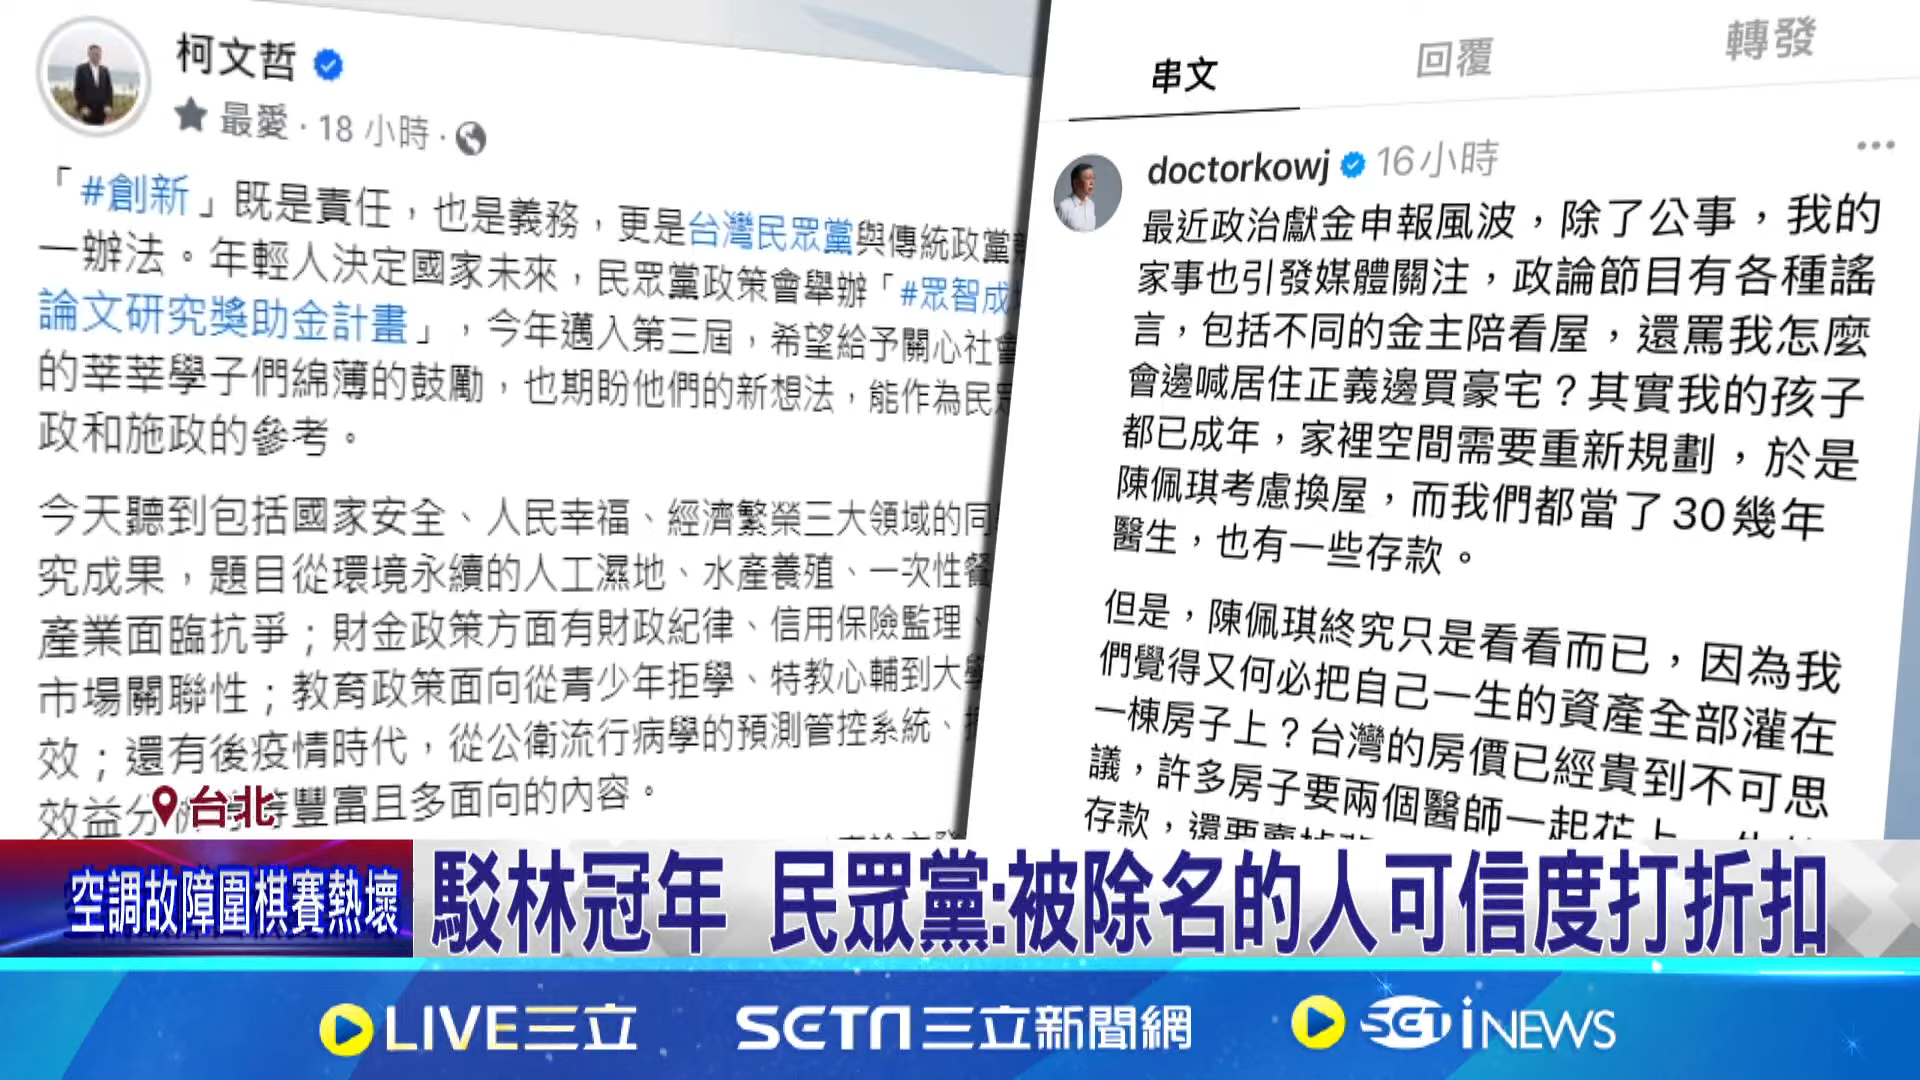 柯文哲
最愛·18 小時·
「#創新」既是責任，也是義務，更是台灣民眾黨與傳統政黨
一辦法。年輕人決定國家未來，民眾黨政策會舉辦「#眾智成
論文研究獎助金計畫」，今年邁入第三屆，希望給予關心社會
的莘莘學子們綿薄的鼓勵，也期盼他們的新想法，能作為民眾
政和施政的參考。
今天聽到包括國家安全、人民幸福、經濟繁榮三大領域的同
究成果，題目從環境永續的人工濕地、水產養殖、一次性餐
產業面臨抗爭；財金政策方面有財政紀律、信用保險監理、
市場關聯性；教育政策面向從青少年拒學、特教心輔到大學
效；還有後疫情時代，從公衛流行病學的預測管控系統、
效益分析等等豐富且多面向的內容。
串文
回覆
轉發
doctorkowj 16小時
最近政治獻金申報風波，除了公事，我的
家事也引發媒體關注，政論節目有各種謠
言，包括不同的金主陪看屋，還罵我怎麼
會邊喊居住正義邊買豪宅？其實我的孩子
都已成年，家裡空間需要重新規劃，於是
陳佩琪考慮換屋，而我們都當了30幾年
醫生，也有一些存款。
但是，陳佩琪終究只是看看而已，因為我
們覺得又何必把自己一生的資產全部灌在
一棟房子上？台灣的房價已經貴到不可思
議，許多房子要兩個醫師一起花上一生的
存款，還要賣掉
台北
空調故障圍棋賽熱壞
駁林冠年 民眾黨:被除名的人可信度打折扣
LIVE三立
SETN三立新聞網
SETiNEWS